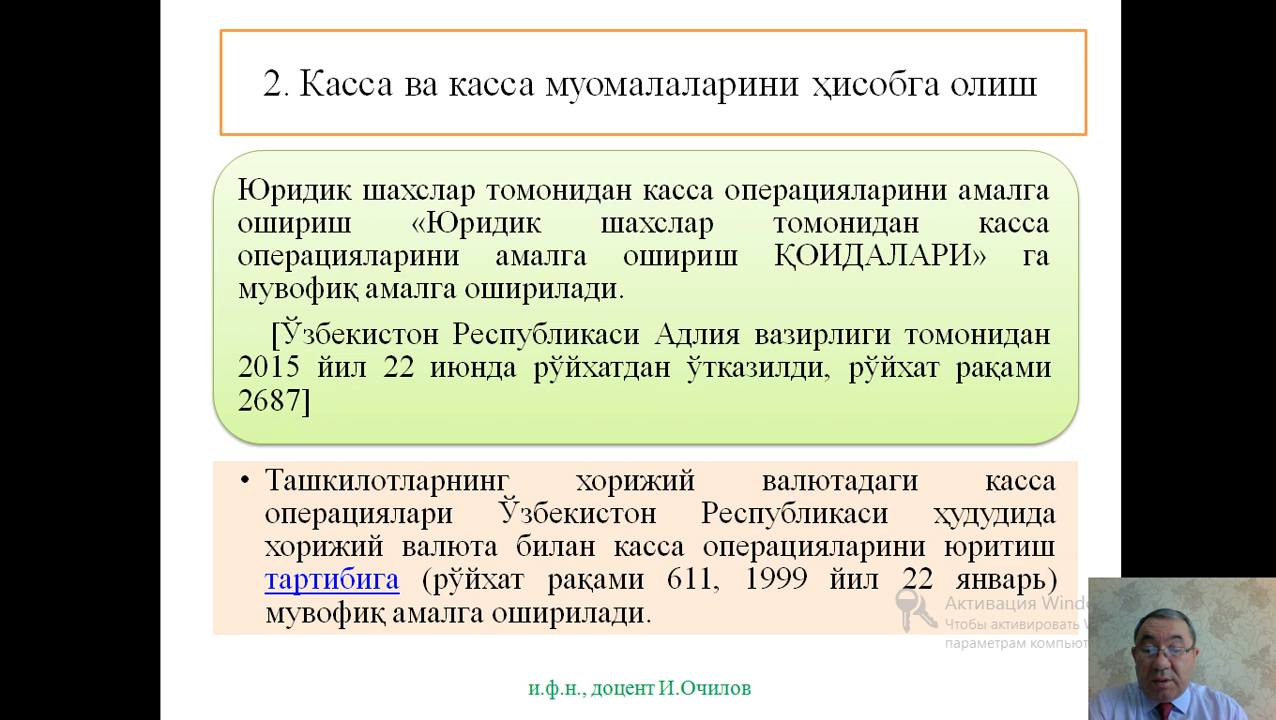 2. Касса ва касса муомалаларини ҳисобга олиш
Юридик шахслар томонидан касса операцияларини амалга
ошириш «Юридик шахслар томонидан касса
операцияларини амалга ошириш ҚОИДАЛАРИ» га
мувофиқ амалга оширилади.
[Ўзбекистон Республикаси Адлия вазирлиги томонидан
2015 йил 22 июнда рўйхатдан ўтказилди, рўйхат рақами
2687]
• Ташкилотларнинг хорижий валютадаги касса
операциялари Ўзбекистон Республикаси ҳудудида
хорижий валюта билан касса операцияларини юритиш
тартибига (рўйхат рақами 611, 1999 йил 22 январь)
мувофиқ амалга оширилади.
Активация Windo
Чтобы активировать W
параметрам компьют
и.ф.н., доцент И.Очилов